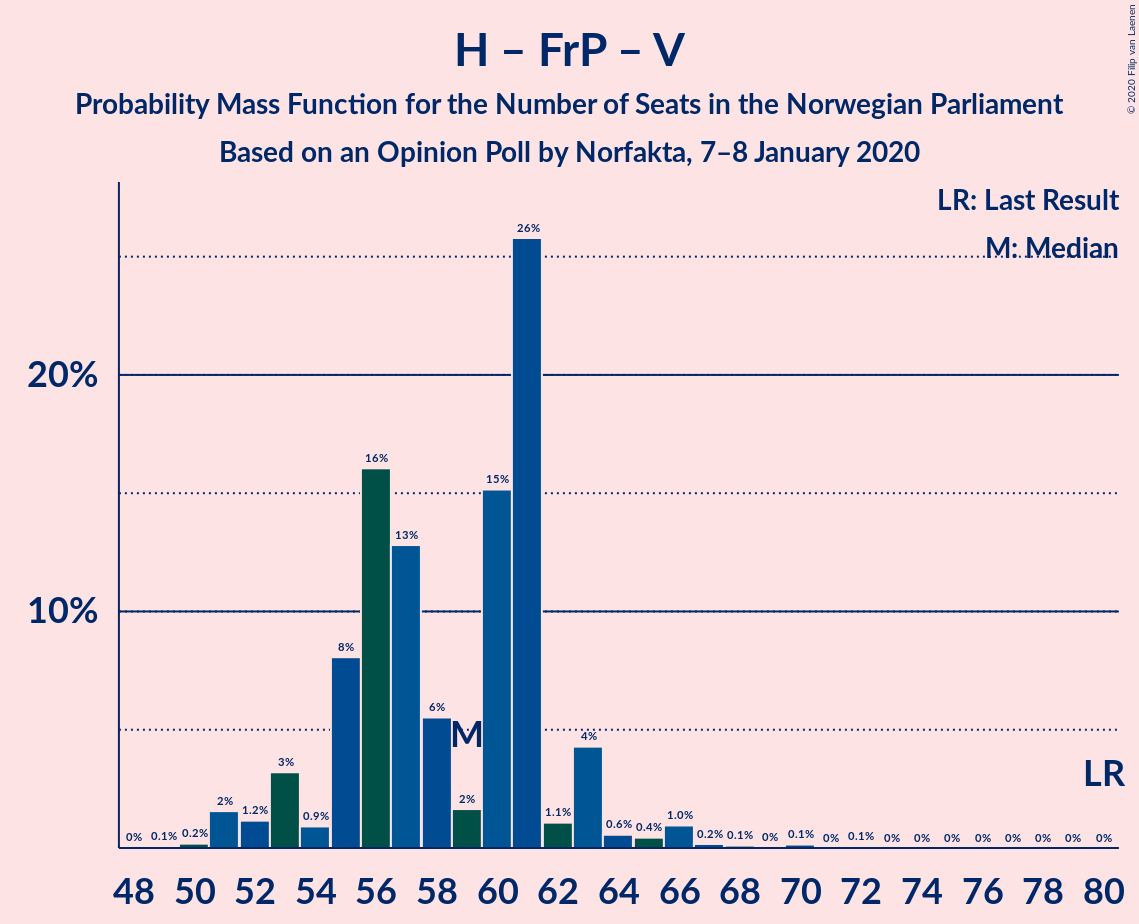 H – FrP – V
Probability Mass Function for the Number of Seats in the Norwegian Parliament
Based on an Opinion Poll by Norfakta, 7–8 January 2020
© 2020 Filip van Laenen
LR: Last Result
M: Median
20%
10%
0% 0.1% 0.2% 2% 1.2% 3% 0.9% 8% 16% 13% 6% 2% 15% 26% 1.1% 4% 0.6% 0.4% 1.0% 0.2% 0.1% 0% 0.1% 0% 0.1% 0% 0% 0% 0% 0% 0% 0% 0%
M
LR
48 50 52 54 56 58 60 62 64 66 68 70 72 74 76 78 80